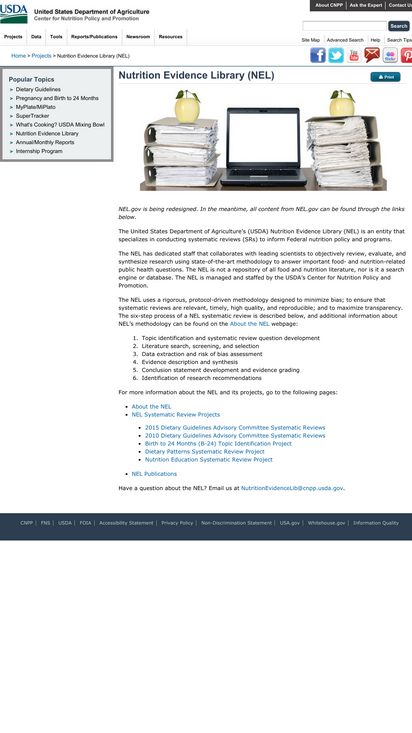 About CNPP | Ask the Expert | Contact Us
USDA
United States Department of Agriculture
Center for Nutrition Policy and Promotion
Search
Projects Data Tools Reports/Publications Newsroom Resources
Site Map Advanced Search Help Search Tips
Home > Projects > Nutrition Evidence Library (NEL)
Popular Topics
Dietary Guidelines
Pregnancy and Birth to 24 Months
MyPlate/MiPlato
SuperTracker
What's Cooking? USDA Mixing Bowl
Nutrition Evidence Library
Annual/Monthly Reports
Internship Program
Nutrition Evidence Library (NEL)
Print
NEL.gov is being redesigned. In the meantime, all content from NEL.gov can be found through the links
below.
The United States Department of Agriculture's (USDA) Nutrition Evidence Library (NEL) is an entity that
specializes in conducting systematic reviews (SRs) to inform Federal nutrition policy and programs.
The NEL has dedicated staff that collaborates with leading scientists to objectively review, evaluate, and
synthesize research using state-of-the-art methodology to answer important food- and nutrition-related
public health questions. The NEL is not a repository of all food and nutrition literature, nor is it a search
engine or database. The NEL is managed and staffed by the USDA's Center for Nutrition Policy and
Promotion.
The NEL uses a rigorous, protocol-driven methodology designed to minimize bias; to ensure that
systematic reviews are relevant, timely, high quality, and reproducible; and to maximize transparency.
The six-step process of a NEL systematic review is described below, and additional information about
NEL's methodology can be found on the About the NEL webpage:
1. Topic identification and systematic review question development
2. Literature search, screening, and selection
3. Data extraction and risk of bias assessment
4. Evidence description and synthesis
5. Conclusion statement development and evidence grading
6. Identification of research recommendations
For more information about the NEL and its projects, go to the following pages:
• About the NEL
• NEL Systematic Review Projects
• 2015 Dietary Guidelines Advisory Committee Systematic Reviews
• 2010 Dietary Guidelines Advisory Committee Systematic Reviews
• Birth to 24 Months (B-24) Topic Identification Project
• Dietary Patterns Systematic Review Project
• Nutrition Education Systematic Review Project
• NEL Publications
Have a question about the NEL? Email us at NutritionEvidenceLib@cnpp.usda.gov.
CNPP | FNS | USDA | FOIA | Accessibility Statement | Privacy Policy | Non-Discrimination Statement | USA.gov | Whitehouse.gov | Information Quality